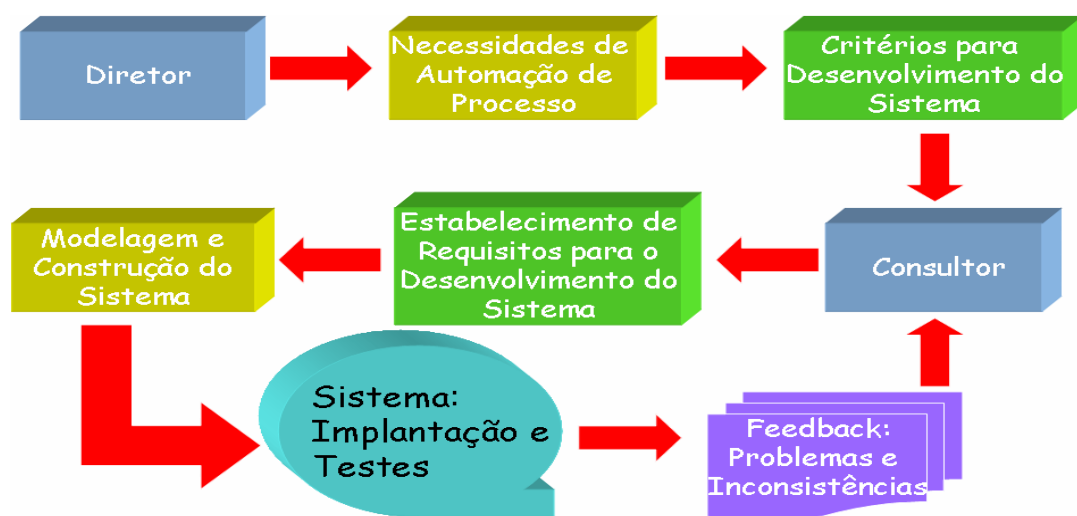 Diretor
Necessidades de
Automação de
Processo
Critérios para
Desenvolvimento do
Sistema
Modelagem e
Construção do
Sistema
Estabelecimento de
Requisitos para o
Desenvolvimento do
Sistema
Consultor
Sistema:
Implantação e
Testes
Feedback:
Problemas e
Inconsistências